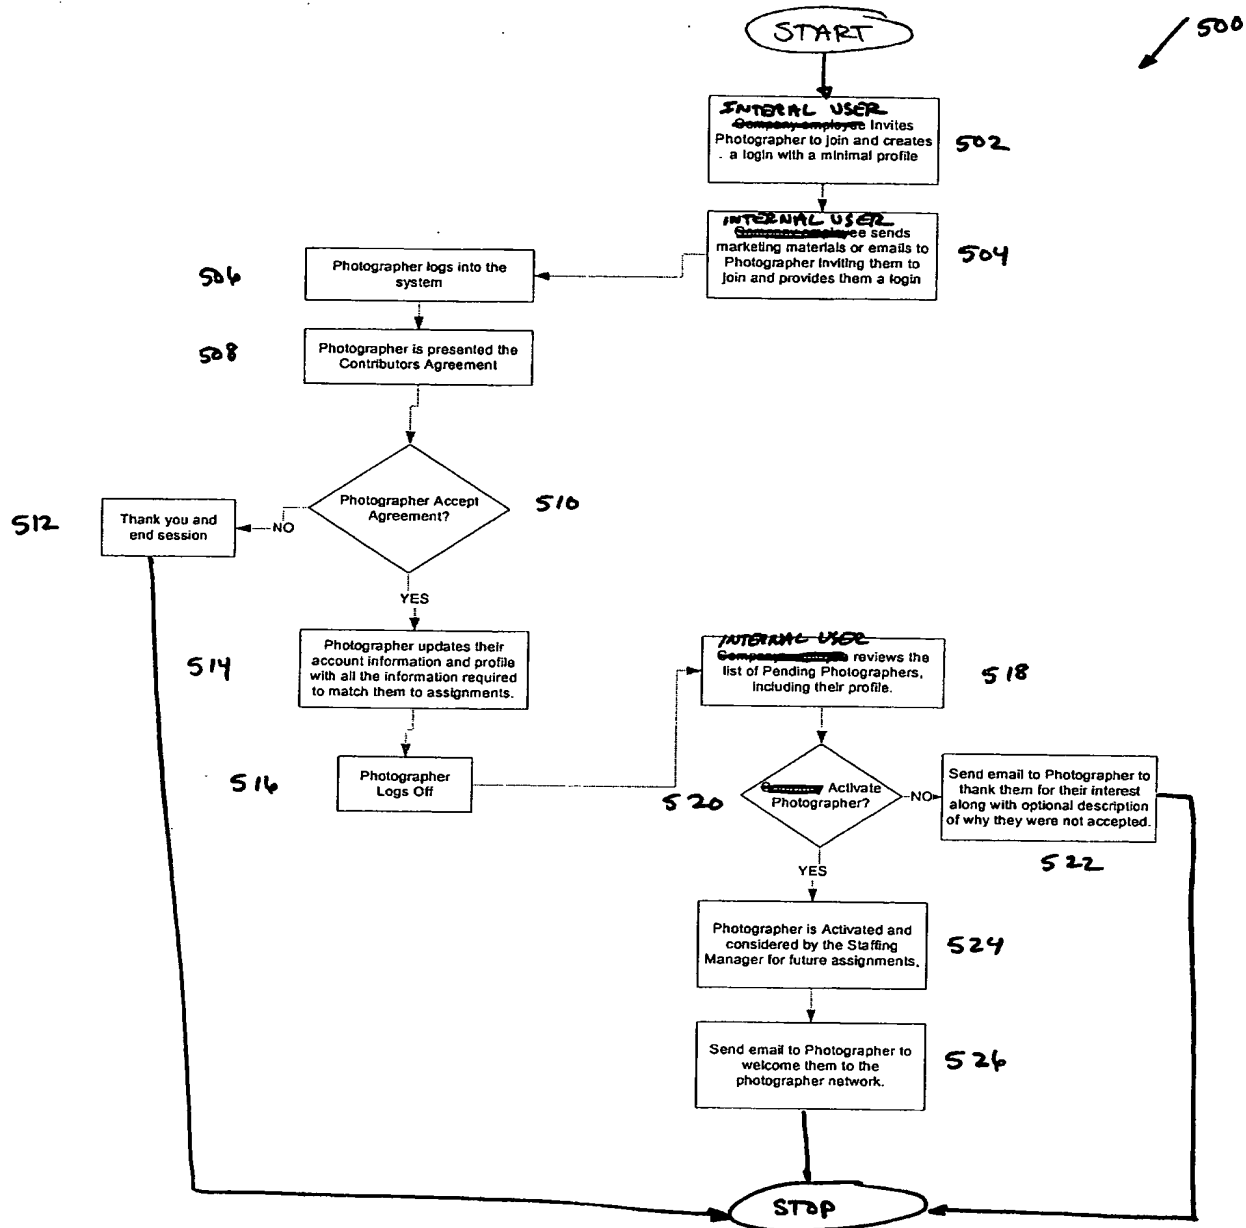 START
500
INTERAL USER
Company employee Invites
Photographer to join and creates
a login with a minimal profile
502
INTERNAL USER
Company employee sends
marketing materials or emails to
Photographer inviting them to
join and provides them a login
504
Photographer logs into the
system
506
Photographer is presented the
Contributors Agreement
508
Photographer Accept
Agreement?
510
NO
Thank you and
end session
512
YES
Photographer updates their
account information and profile
with all the information required
to match them to assignments.
514
Photographer
Logs Off
516
INTERNAL USER
reviews the
list of Pending Photographers,
including their profile.
518
Activate
Photographer?
520
NO
Send email to Photographer to
thank them for their interest
along with optional description
of why they were not accepted.
522
YES
Photographer is Activated and
considered by the Staffing
Manager for future assignments.
524
Send email to Photographer to
welcome them to the
photographer network.
526
STOP